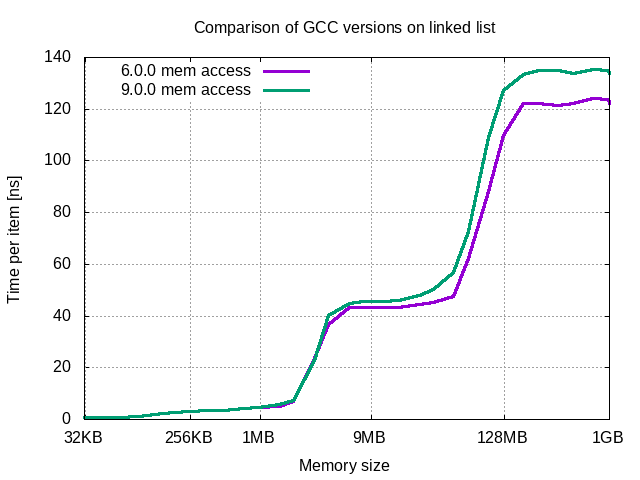 Comparison of GCC versions on linked list
140
120
100
80
60
40
20
0
6.0.0 mem access
9.0.0 mem access
Time per item [ns]
32KB 256KB 1MB 9MB 128MB 1GB
Memory size